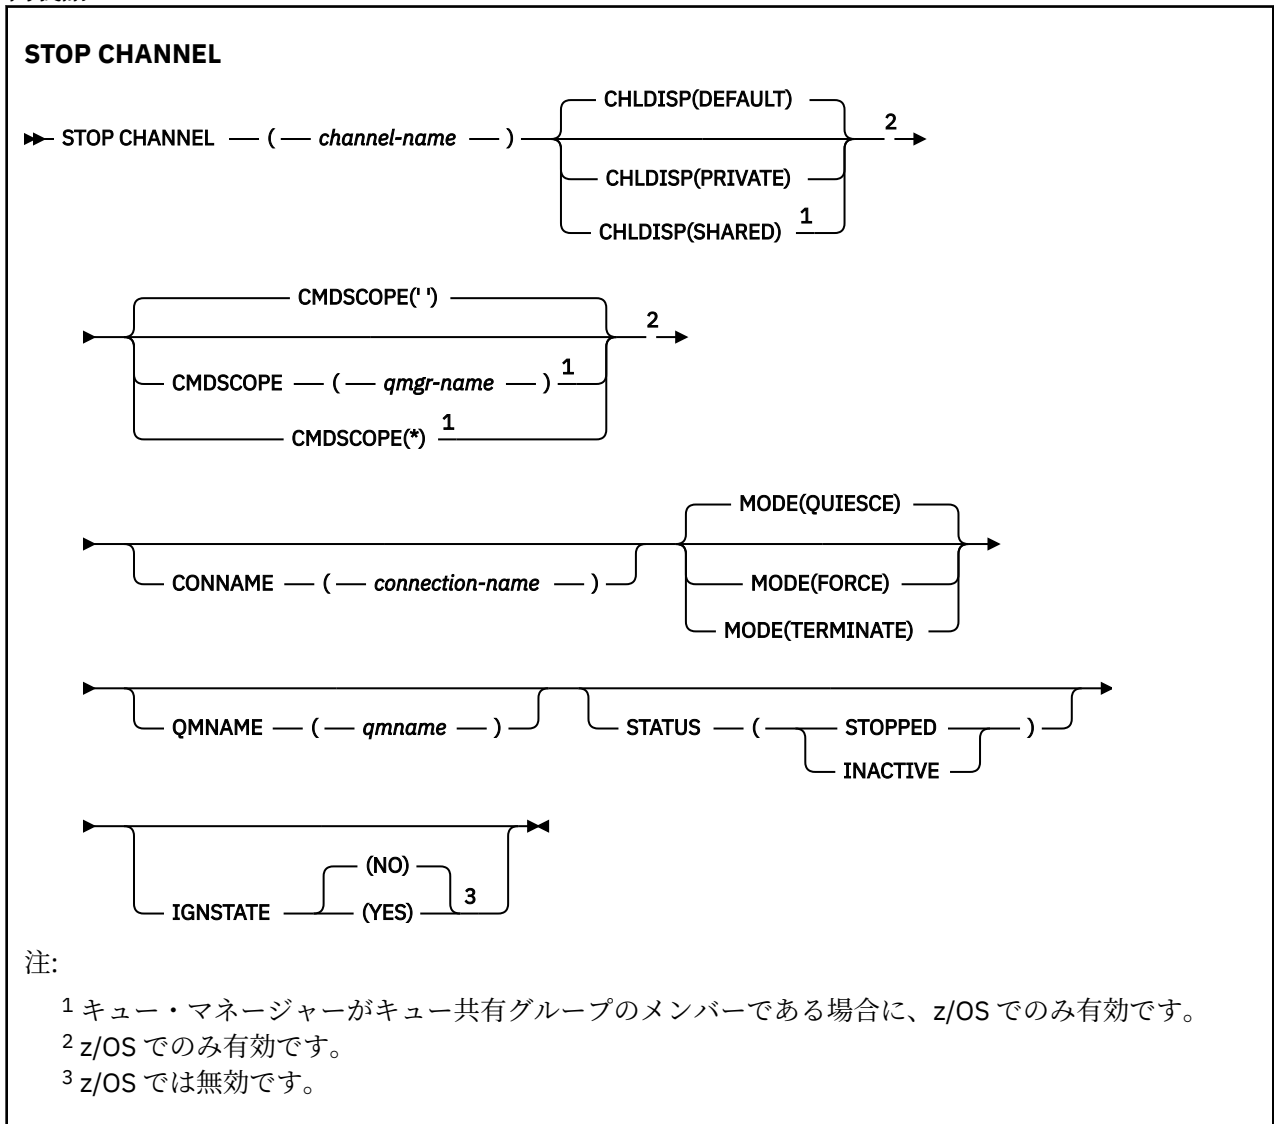 STOP CHANNEL
STOP CHANNEL ( channel-name ) CHLDISP(DEFAULT) 2
CHLDISP(PRIVATE)
CHLDISP(SHARED) 1
CMDSCOPE(' ') 2
CMDSCOPE ( qmgr-name ) 1
CMDSCOPE(*) 1
CONNAME ( connection-name )
MODE(QUIESCE)
MODE(FORCE)
MODE(TERMINATE)
QMNAME ( qmname )
STATUS ( STOPPED )
INACTIVE
IGNSTATE (NO)
(YES) 3
注:
1 キュー・マネージャーがキュー共有グループのメンバーである場合に、z/OS でのみ有効です。
2 z/OS でのみ有効です。
3 z/OS では無効です。